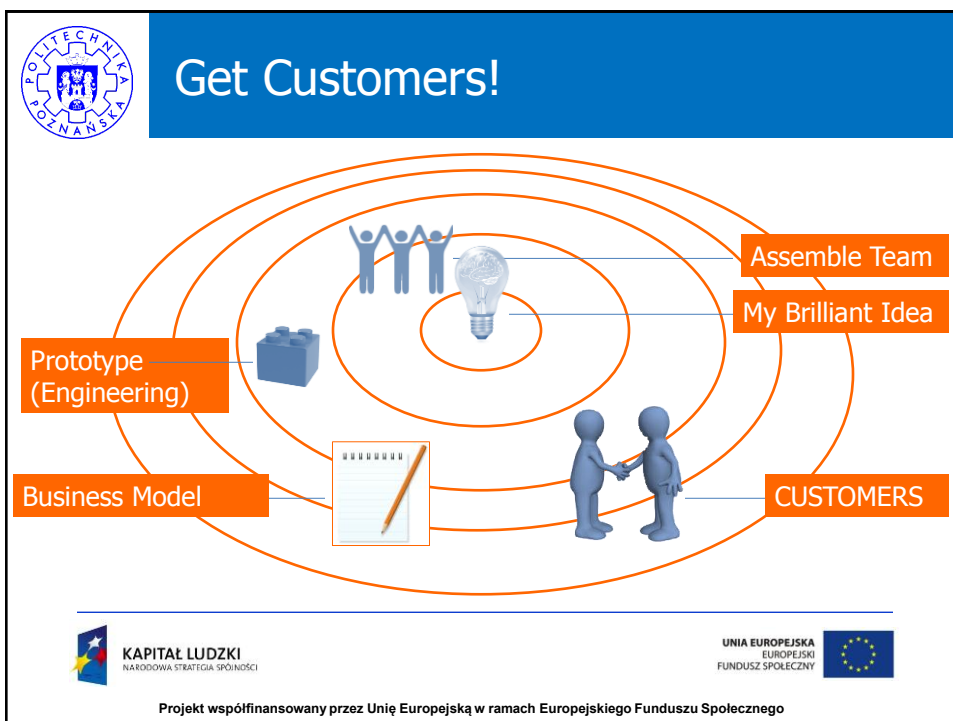 POLITECHNIKA
POZNAŃSKA
Get Customers!
Assemble Team
My Brilliant Idea
Prototype
(Engineering)
Business Model
CUSTOMERS
KAPITAŁ LUDZKI
NARODOWA STRATEGIA SPÓJNOŚCI
UNIA EUROPEJSKA
EUROPEJSKI
FUNDUSZ SPOŁECZNY
Projekt współfinansowany przez Unię Europejską w ramach Europejskiego Funduszu Społecznego